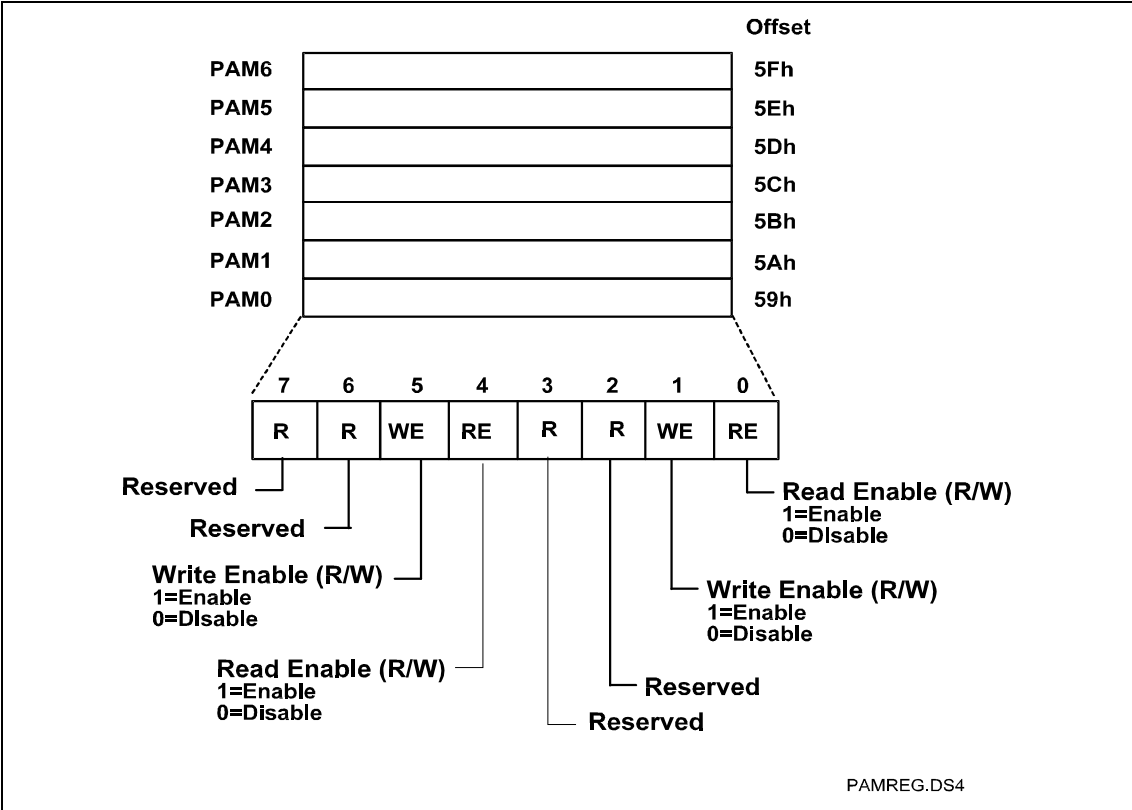 Offset
PAM6 5Fh
PAM5 5Eh
PAM4 5Dh
PAM3 5Ch
PAM2 5Bh
PAM1 5Ah
PAM0 59h
7 6 5 4 3 2 1 0
R R WE RE R R WE RE
Reserved
Reserved
Write Enable (R/W)
1=Enable
0=DIsable
Read Enable (R/W)
1=Enable
0=Disable
Reserved
Reserved
Write Enable (R/W)
1=Enable
0=Disable
Read Enable (R/W)
1=Enable
0=DIsable
PAMREG.DS4